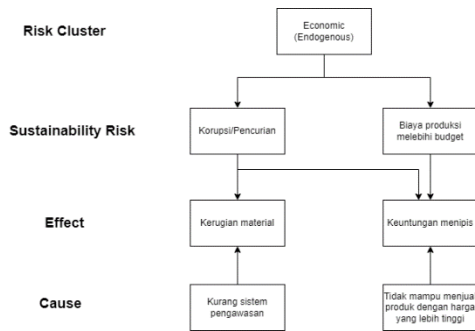 Risk Cluster
Economic
(Endogenous)
Sustainability Risk
Korupsi/Pencurian
Biaya produksi
melebihi budget
Effect
Kerugian material
Keuntungan menipis
Cause
Kurang sistem
pengawasan
Tidak mampu menjual
produk dengan harga
yang lebih tinggi